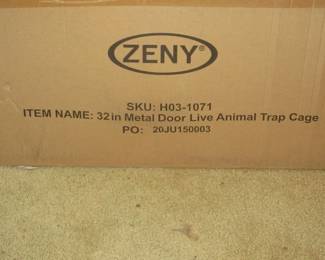 ZENY®
SKU: H03-1071
ITEM NAME: 32in Metal Door Live Animal Trap Cage
PO: 20JU150003